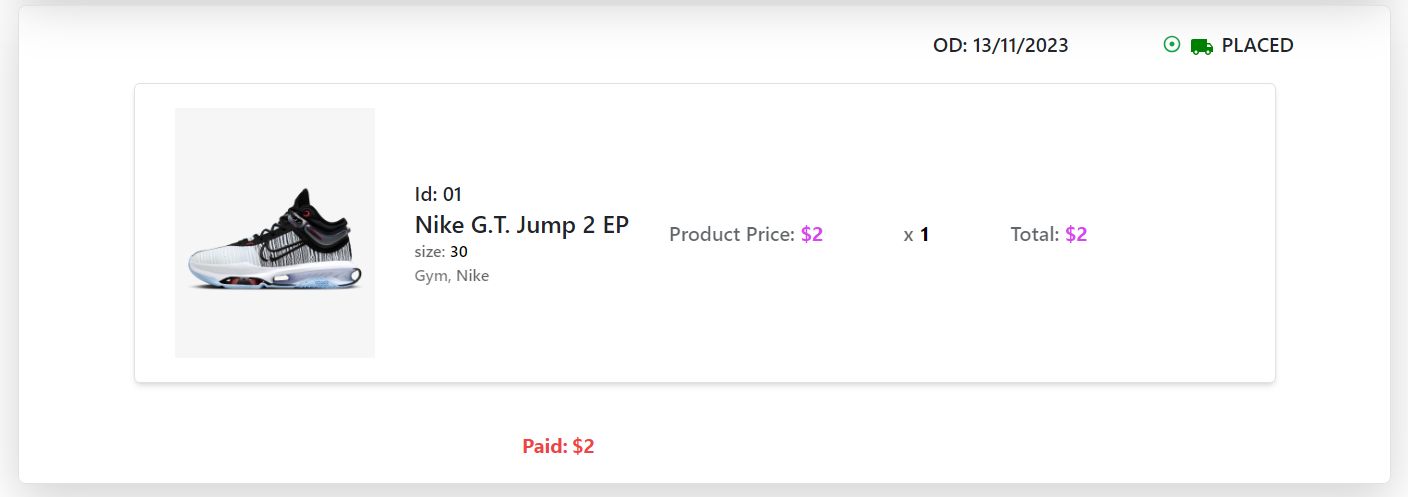 OD: 13/11/2023 PLACED
Id: 01
Nike G.T. Jump 2 EP
size: 30
Gym, Nike
Product Price: $2 x 1 Total: $2
Paid: $2